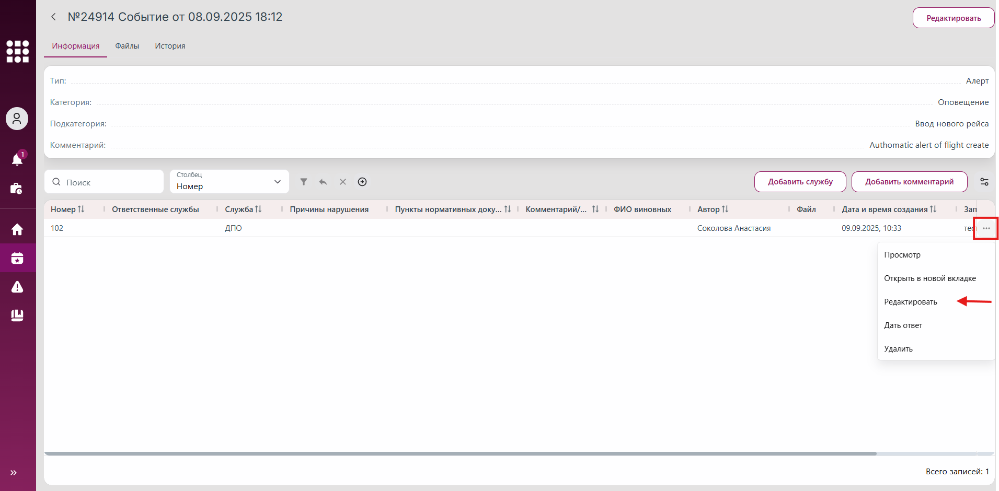 №24914 Событие от 08.09.2025 18:12
Редактировать
Информация Файлы История
Тип: Алерт
Категория: Оповещение
Подкатегория: Ввод нового рейса
Комментарий: Authomatic alert of flight create
1
Поиск
Столбец
Номер
Добавить службу Добавить комментарий
Номер Ответственные службы Служба Причины нарушения Пункты нормативных доку... Комментарий/... ФИО виновных Автор Файл Дата и время создания Зап
102 ДПО Соколова Анастасия 09.09.2025, 10:33 тест
Просмотр
Открыть в новой вкладке
Редактировать
Дать ответ
Удалить
Всего записей: 1